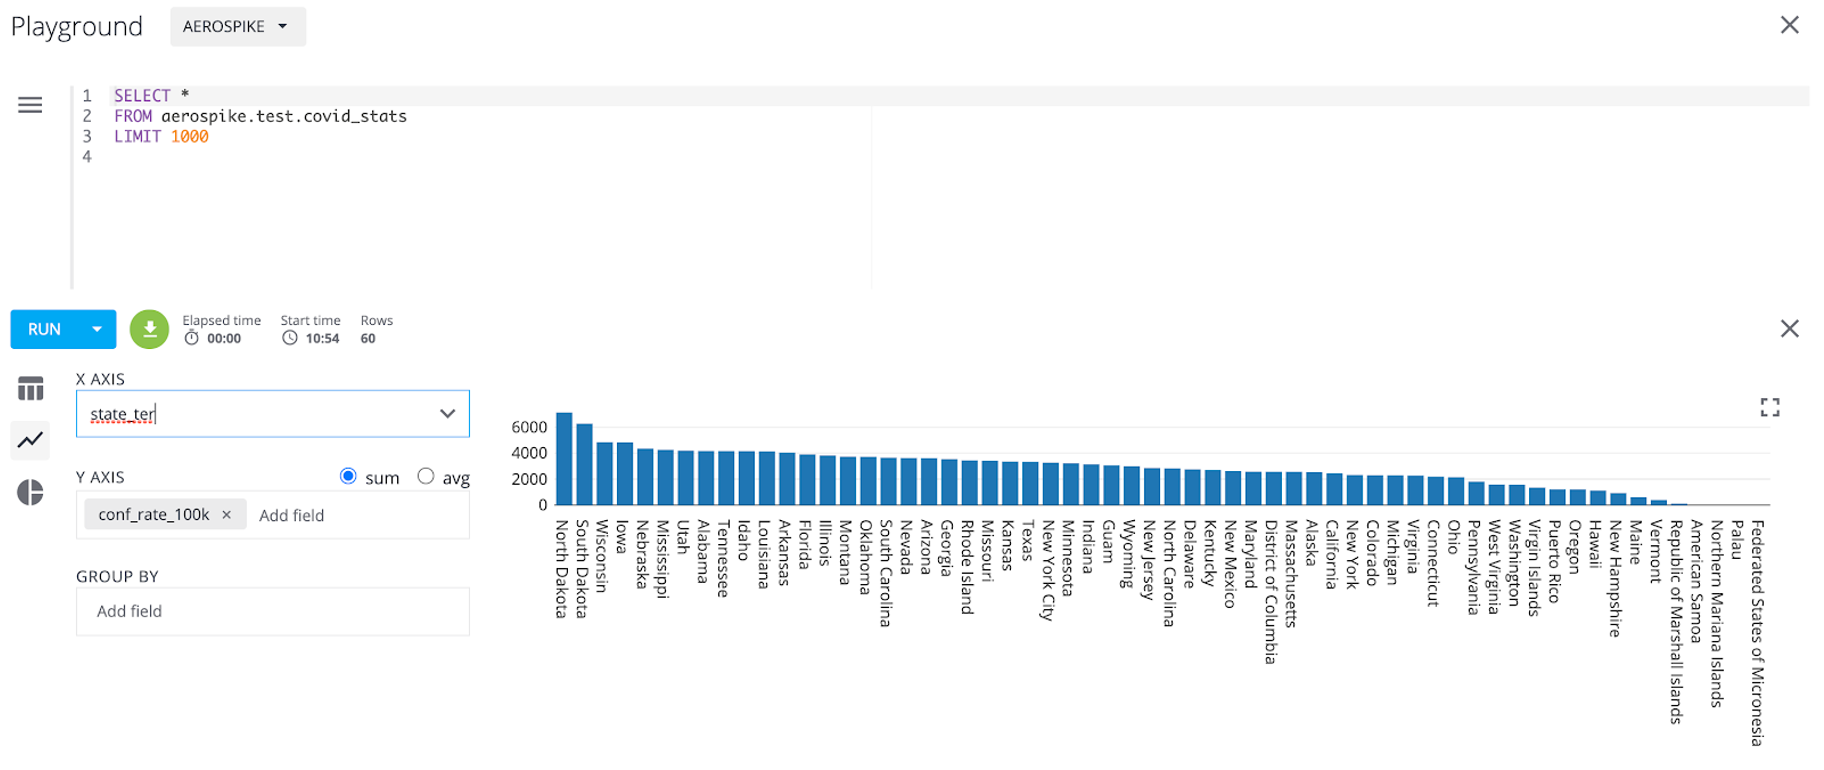 Playground AEROSPIKE
1 SELECT *
2 FROM aerospike.test.covid_stats
3 LIMIT 1000
4
RUN
Elapsed time Start time Rows
00:00 10:54 60
X AXIS
state_ter
Y AXIS sum avg
conf_rate_100k × Add field
GROUP BY
Add field
6000
4000
2000
0
North Dakota
South Dakota
Wisconsin
Iowa
Nebraska
Mississippi
Utah
Alabama
Tennessee
Idaho
Louisiana
Arkansas
Florida
Illinois
Montana
Oklahoma
South Carolina
Nevada
Arizona
Georgia
Rhode Island
Missouri
Kansas
Texas
New York City
Minnesota
Indiana
Guam
Wyoming
New Jersey
North Carolina
Delaware
Kentucky
New Mexico
Maryland
District of Columbia
Massachusetts
Alaska
California
New York
Colorado
Michigan
Virginia
Connecticut
Ohio
Pennsylvania
West Virginia
Washington
Virgin Islands
Puerto Rico
Oregon
Hawaii
New Hampshire
Maine
Vermont
Republic of Marshall Islands
American Samoa
Northern Mariana Islands
Palau
Federated States of Micronesia